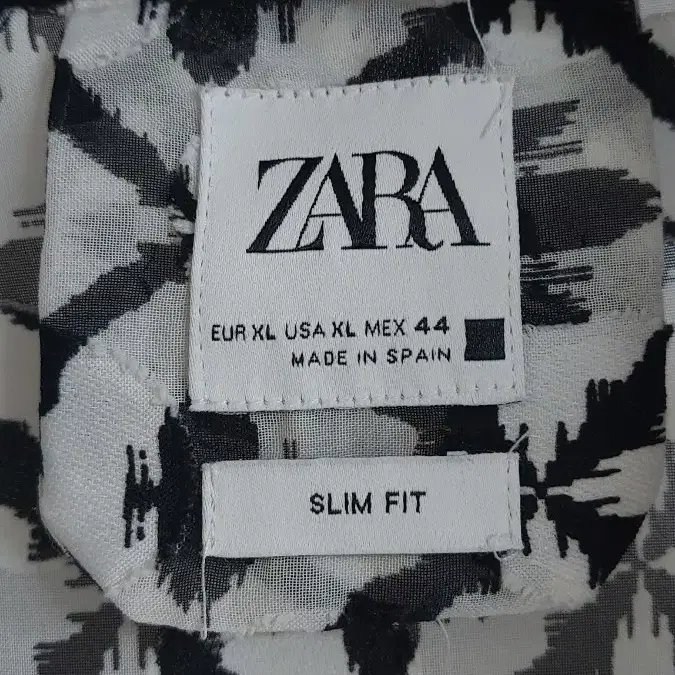 ZARA
EUR XL USA XL MEX 44
MADE IN SPAIN
SLIM FIT